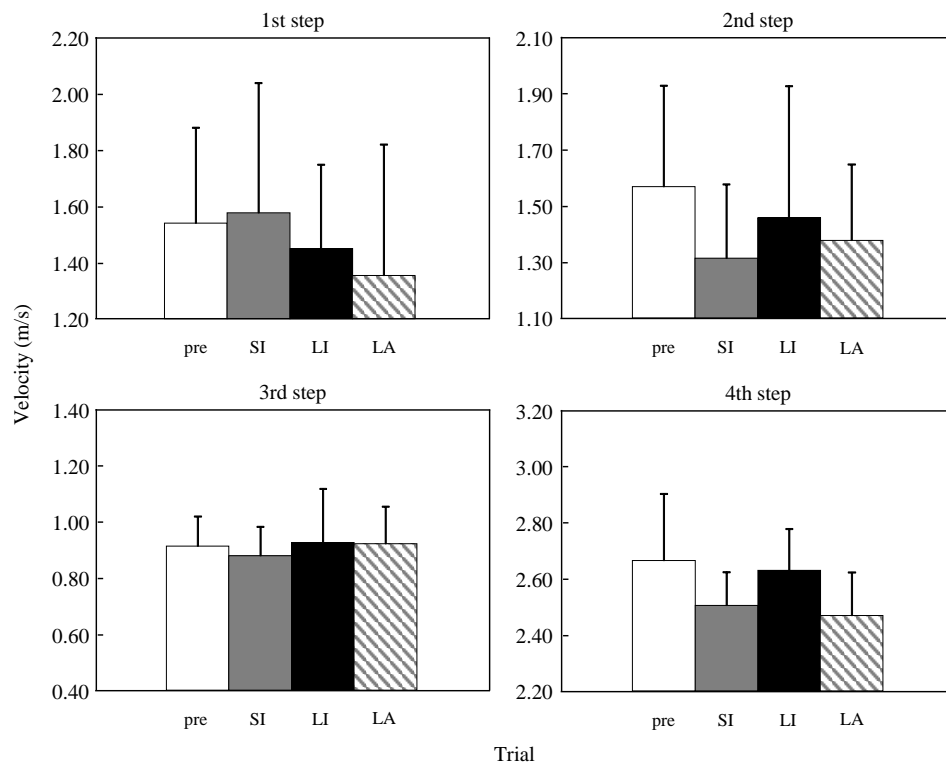 1st step
2.20
2.00
1.80
1.60
1.40
1.20
pre SI LI LA
2nd step
2.10
1.90
1.70
1.50
1.30
1.10
pre SI LI LA
Velocity (m/s)
3rd step
1.40
1.20
1.00
0.80
0.60
0.40
pre SI LI LA
4th step
3.20
3.00
2.80
2.60
2.40
2.20
pre SI LI LA
Trial